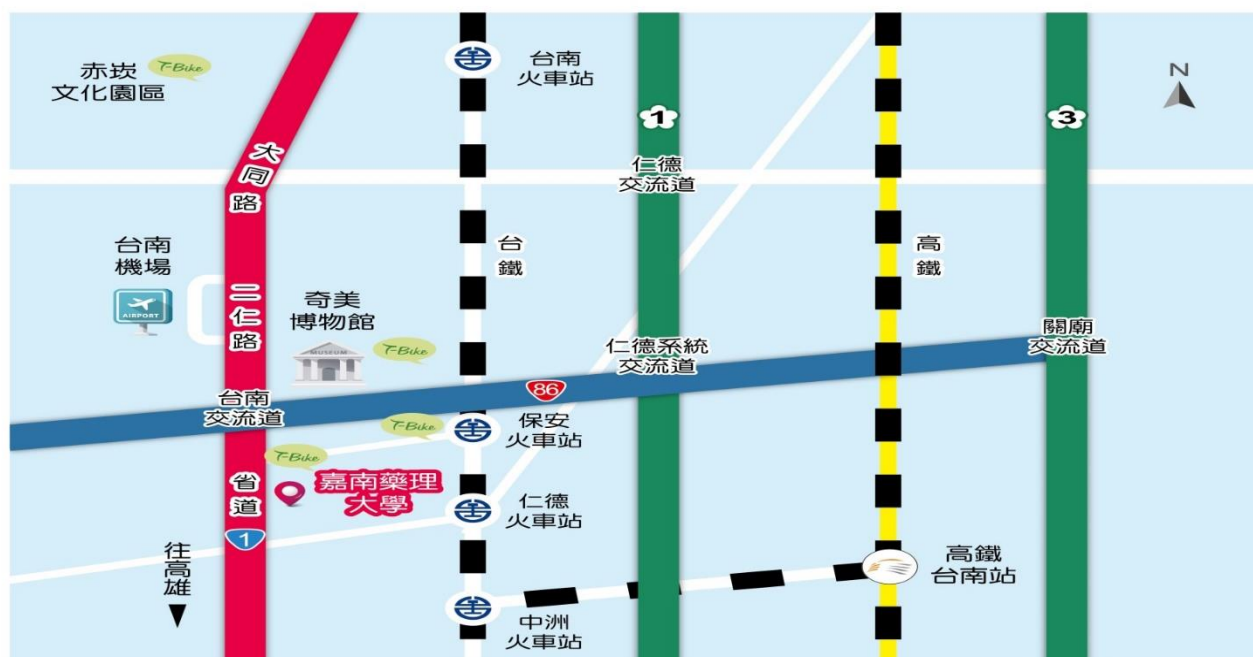 赤崁
文化園區
T-Bike
台南
火車站
N
1
3
大同路
仁德
交流道
台南
機場
AIRPORT
二仁路
奇美
博物館
MUSEUM
T-Bike
台鐵
高鐵
仁德系統
交流道
關廟
交流道
86
台南
交流道
T-Bike
保安
火車站
T-Bike
省道
1
嘉南藥理
大學
仁德
火車站
往高雄
高鐵
台南站
中洲
火車站